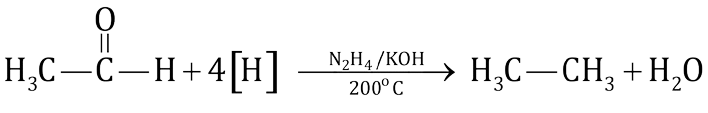 O
||
H₃C—C—H + 4[H] N₂H₄/KOH 200°C → H₃C—CH₃ + H₂O